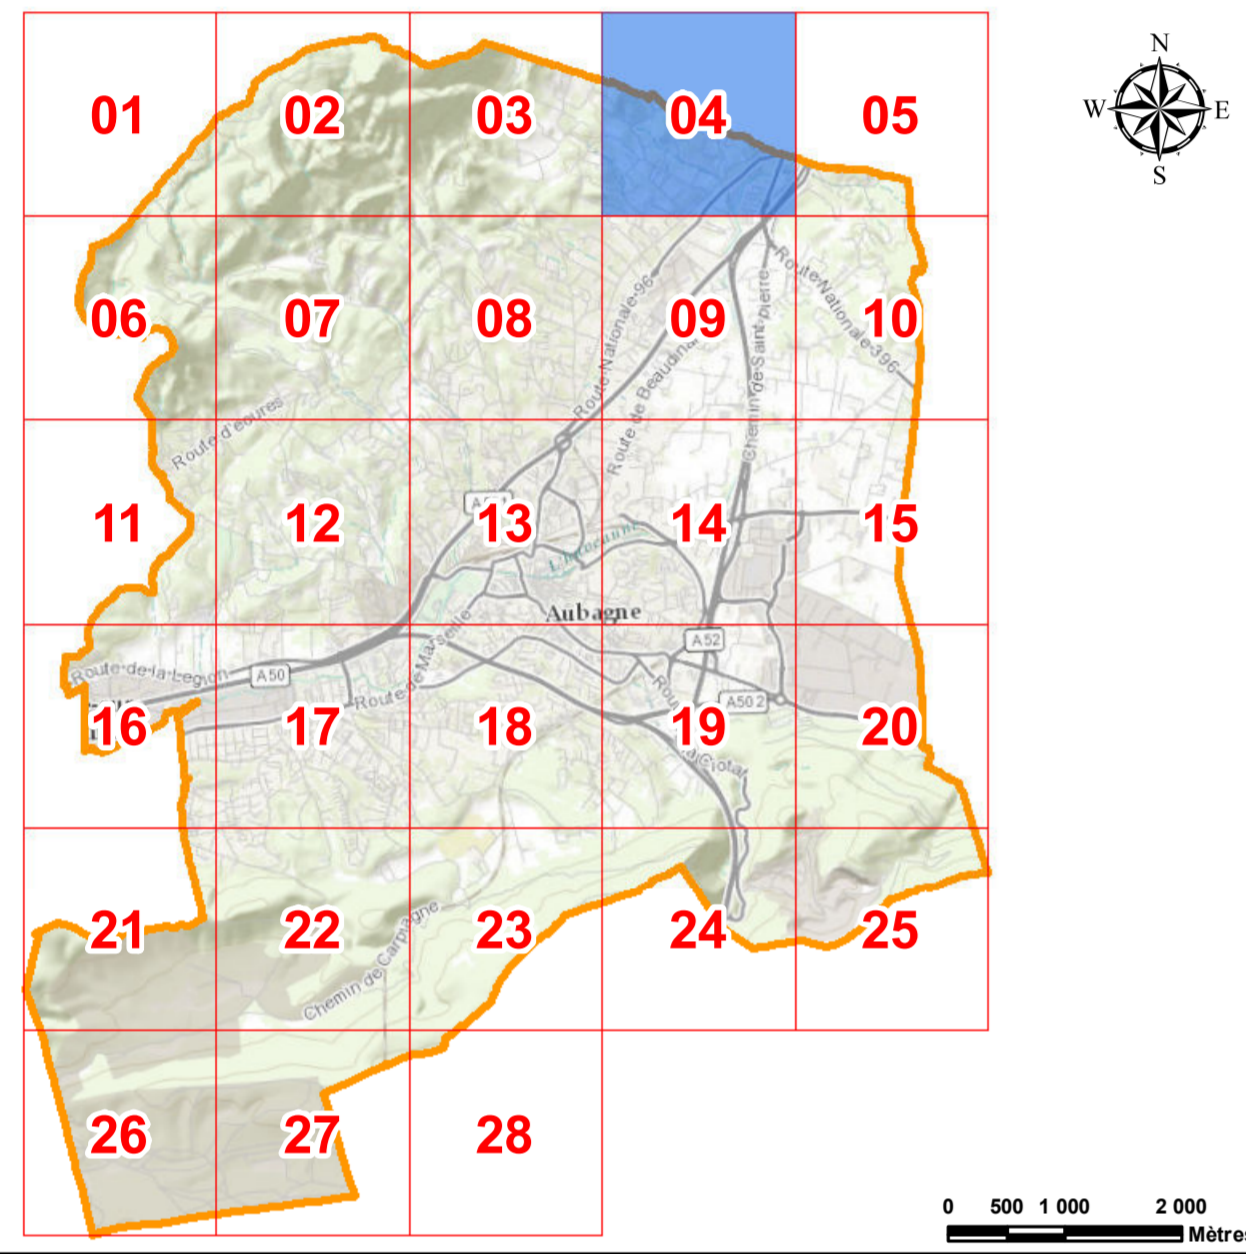 N
W E
S
01 02 03 04 05
06 07 08 09 10
Route Nationale 96
Route de Beaudinar
Chemin de Saint-pierre
Route Nationale 396
Route d'eoures
11 12 13 14 15
Aubagne
A52
Route-de-la-Legion
A50
Route de Marseille
A502
16 17 18 19 20
la Ciotat
21 22 23 24 25
Chemin de Carpiagne
26 27 28
0 500 1 000 2 000
Mètres